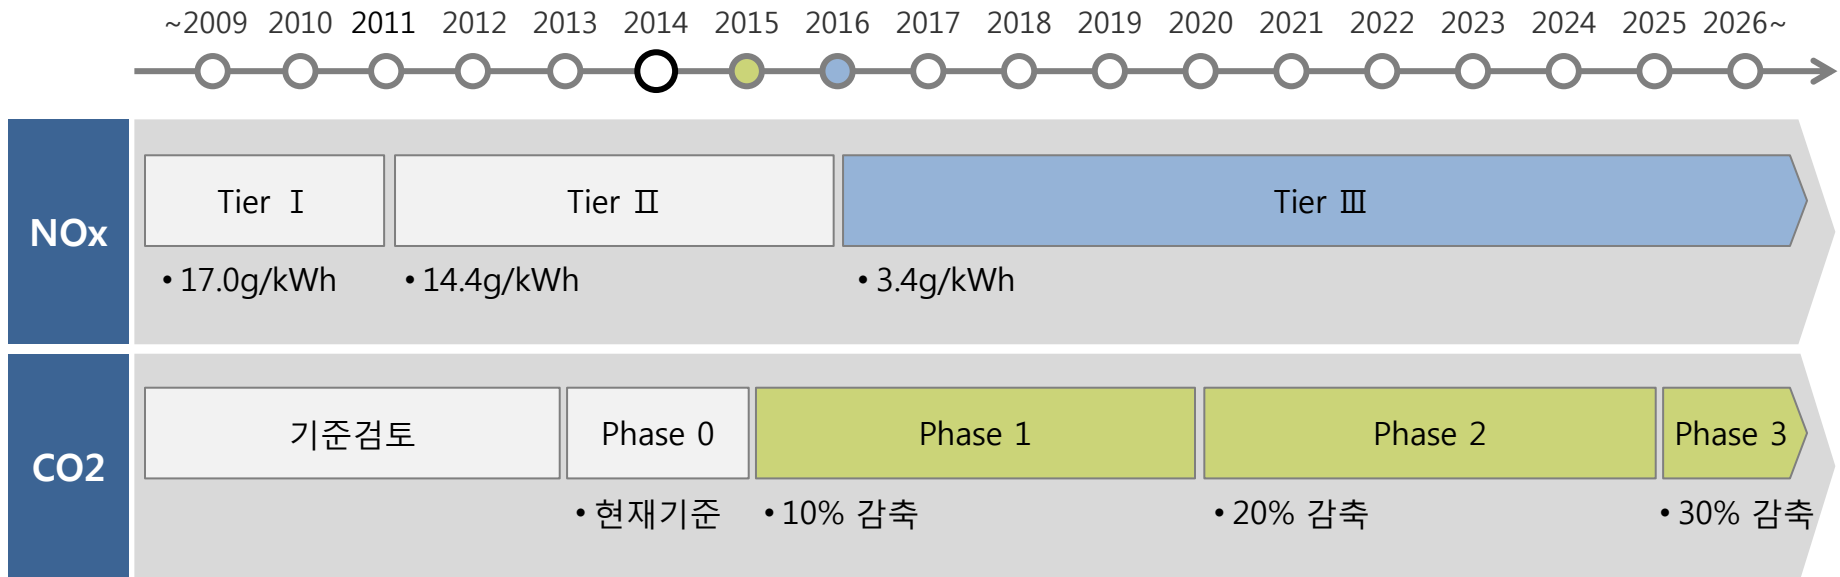 ~2009 2010 2011 2012 2013 2014 2015 2016 2017 2018 2019 2020 2021 2022 2023 2024 2025 2026~
NOx
Tier Ⅰ Tier Ⅱ Tier Ⅲ
• 17.0g/kWh • 14.4g/kWh • 3.4g/kWh
CO2
기준검토 Phase 0 Phase 1 Phase 2 Phase 3
• 현재기준 • 10% 감축 • 20% 감축 • 30% 감축